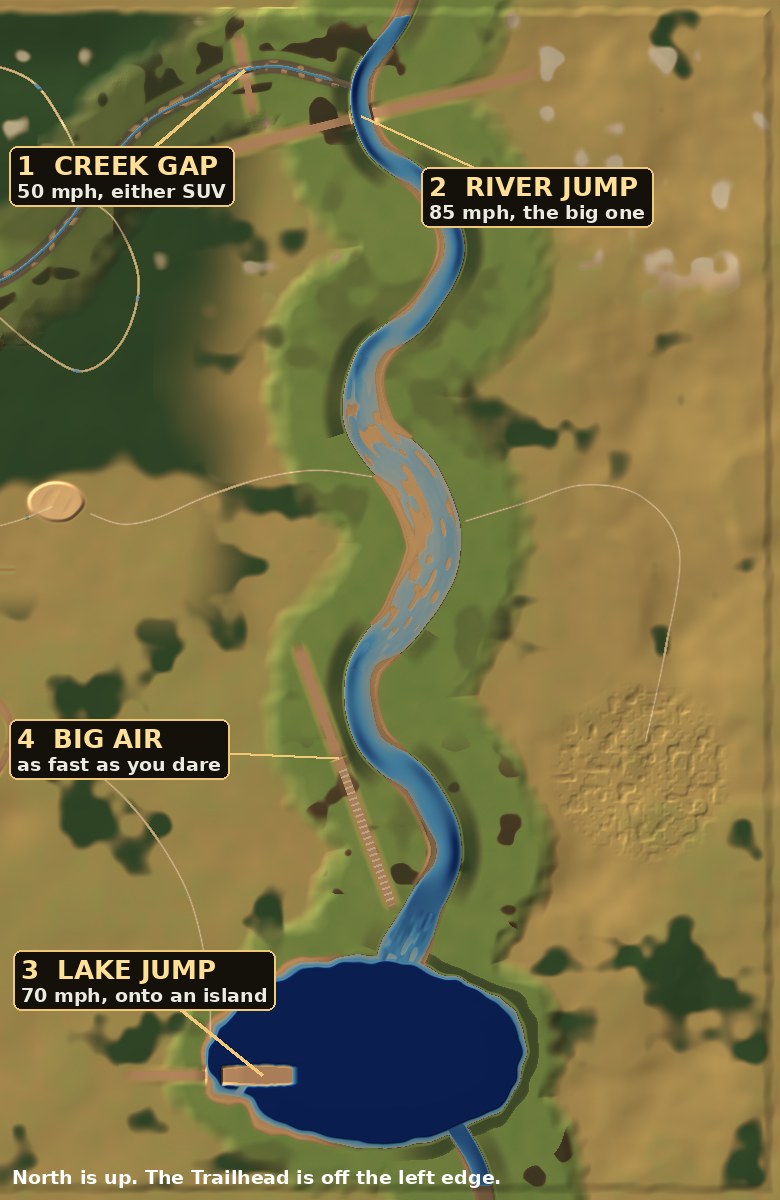 1 CREEK GAP
50 mph, either SUV
2 RIVER JUMP
85 mph, the big one
4 BIG AIR
as fast as you dare
3 LAKE JUMP
70 mph, onto an island
North is up. The Trailhead is off the left edge.